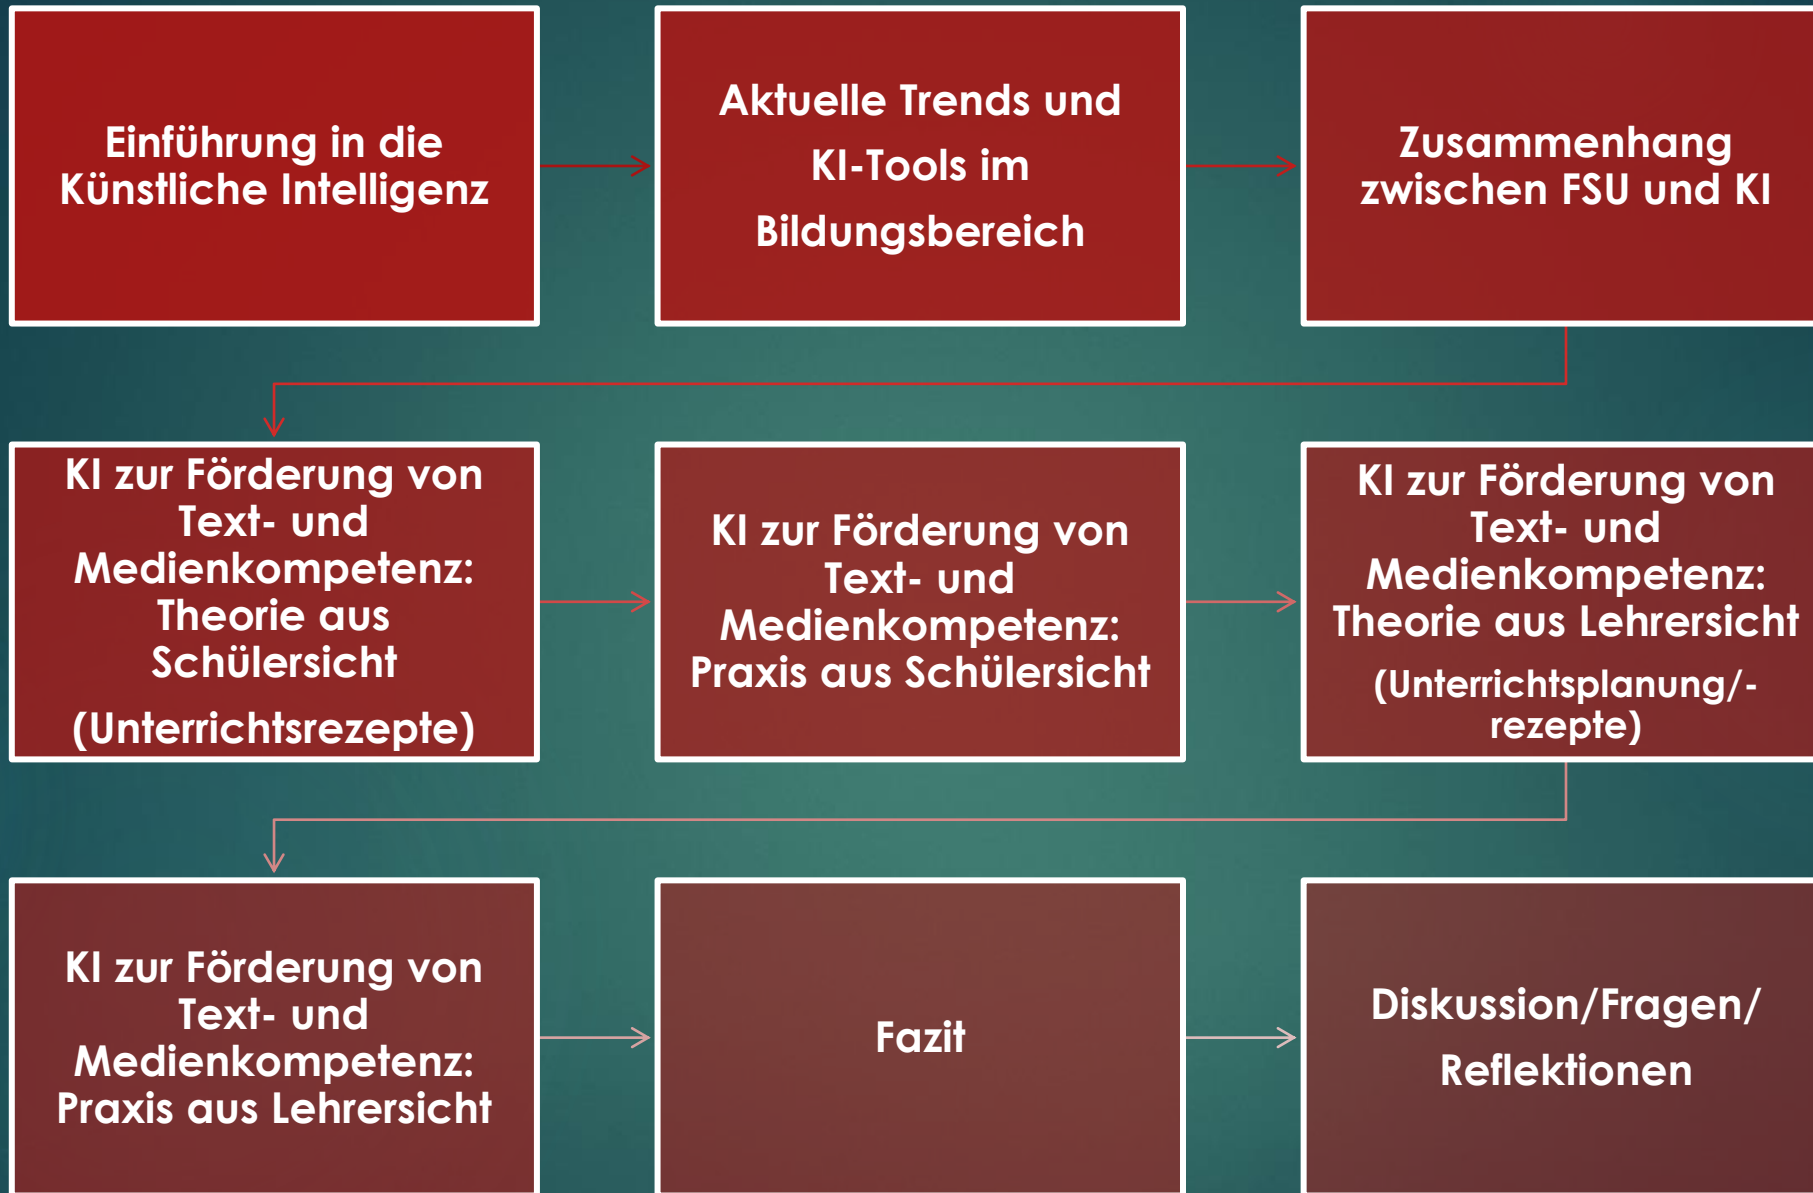 Einführung in die
Künstliche Intelligenz
Aktuelle Trends und
KI-Tools im
Bildungsbereich
Zusammenhang
zwischen FSU und KI
KI zur Förderung von
Text- und
Medienkompetenz:
Theorie aus
Schülersicht
(Unterrichtsrezepte)
KI zur Förderung von
Text- und
Medienkompetenz:
Praxis aus Schülersicht
KI zur Förderung von
Text- und
Medienkompetenz:
Theorie aus Lehrersicht
(Unterrichtsplanung/-
rezepte)
KI zur Förderung von
Text- und
Medienkompetenz:
Praxis aus Lehrersicht
Fazit
Diskussion/Fragen/
Reflektionen